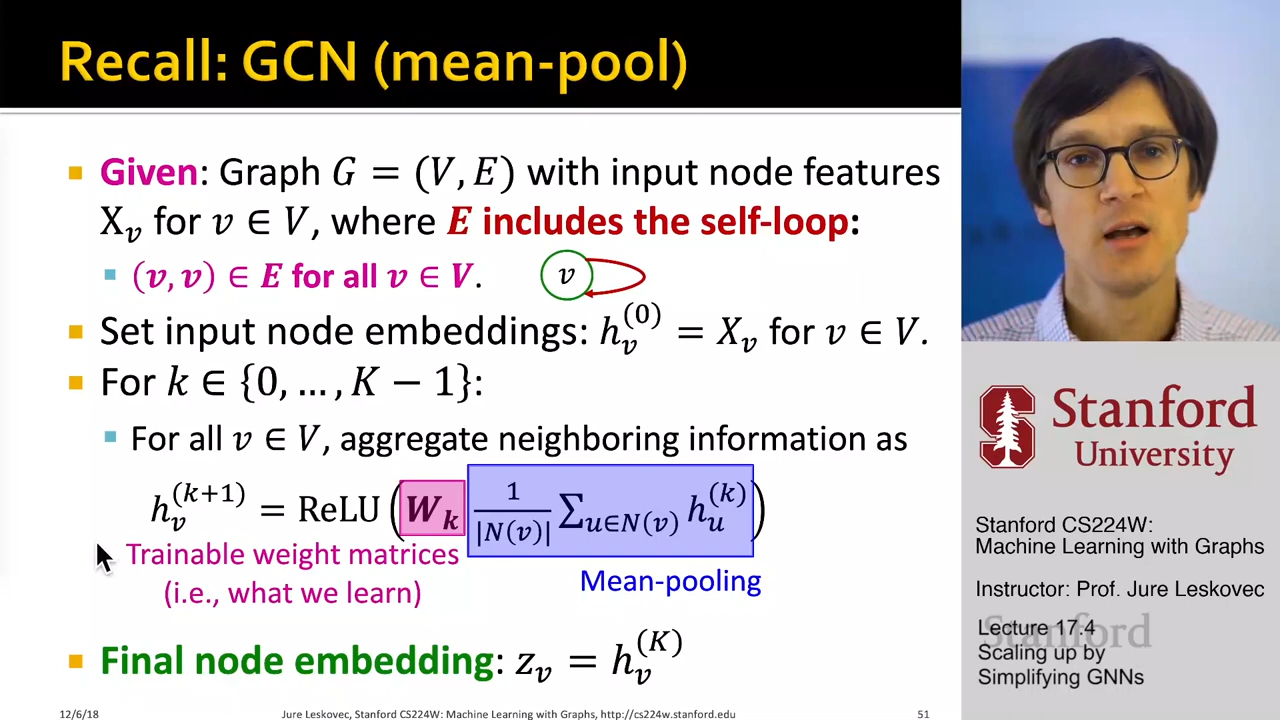 Recall: GCN (mean-pool)
Given: Graph G = (V, E) with input node features
X_v for v ∈ V, where E includes the self-loop:
(v, v) ∈ E for all v ∈ V.
v
Set input node embeddings: h_v^(0) = X_v for v ∈ V.
For k ∈ {0, … , K − 1}:
For all v ∈ V, aggregate neighboring information as
h_v^(k+1) = ReLU(W_k 1/|N(v)| ∑_{u∈N(v)} h_u^(k))
Trainable weight matrices
(i.e., what we learn)
Mean-pooling
Final node embedding: z_v = h_v^(K)
12/6/18
Jure Leskovec, Stanford CS224W: Machine Learning with Graphs, http://cs224w.stanford.edu
51
Stanford
University
Stanford CS224W:
Machine Learning with Graphs
Instructor: Prof. Jure Leskovec
Stanford
Lecture 17.4
Scaling up by
Simplifying GNNs